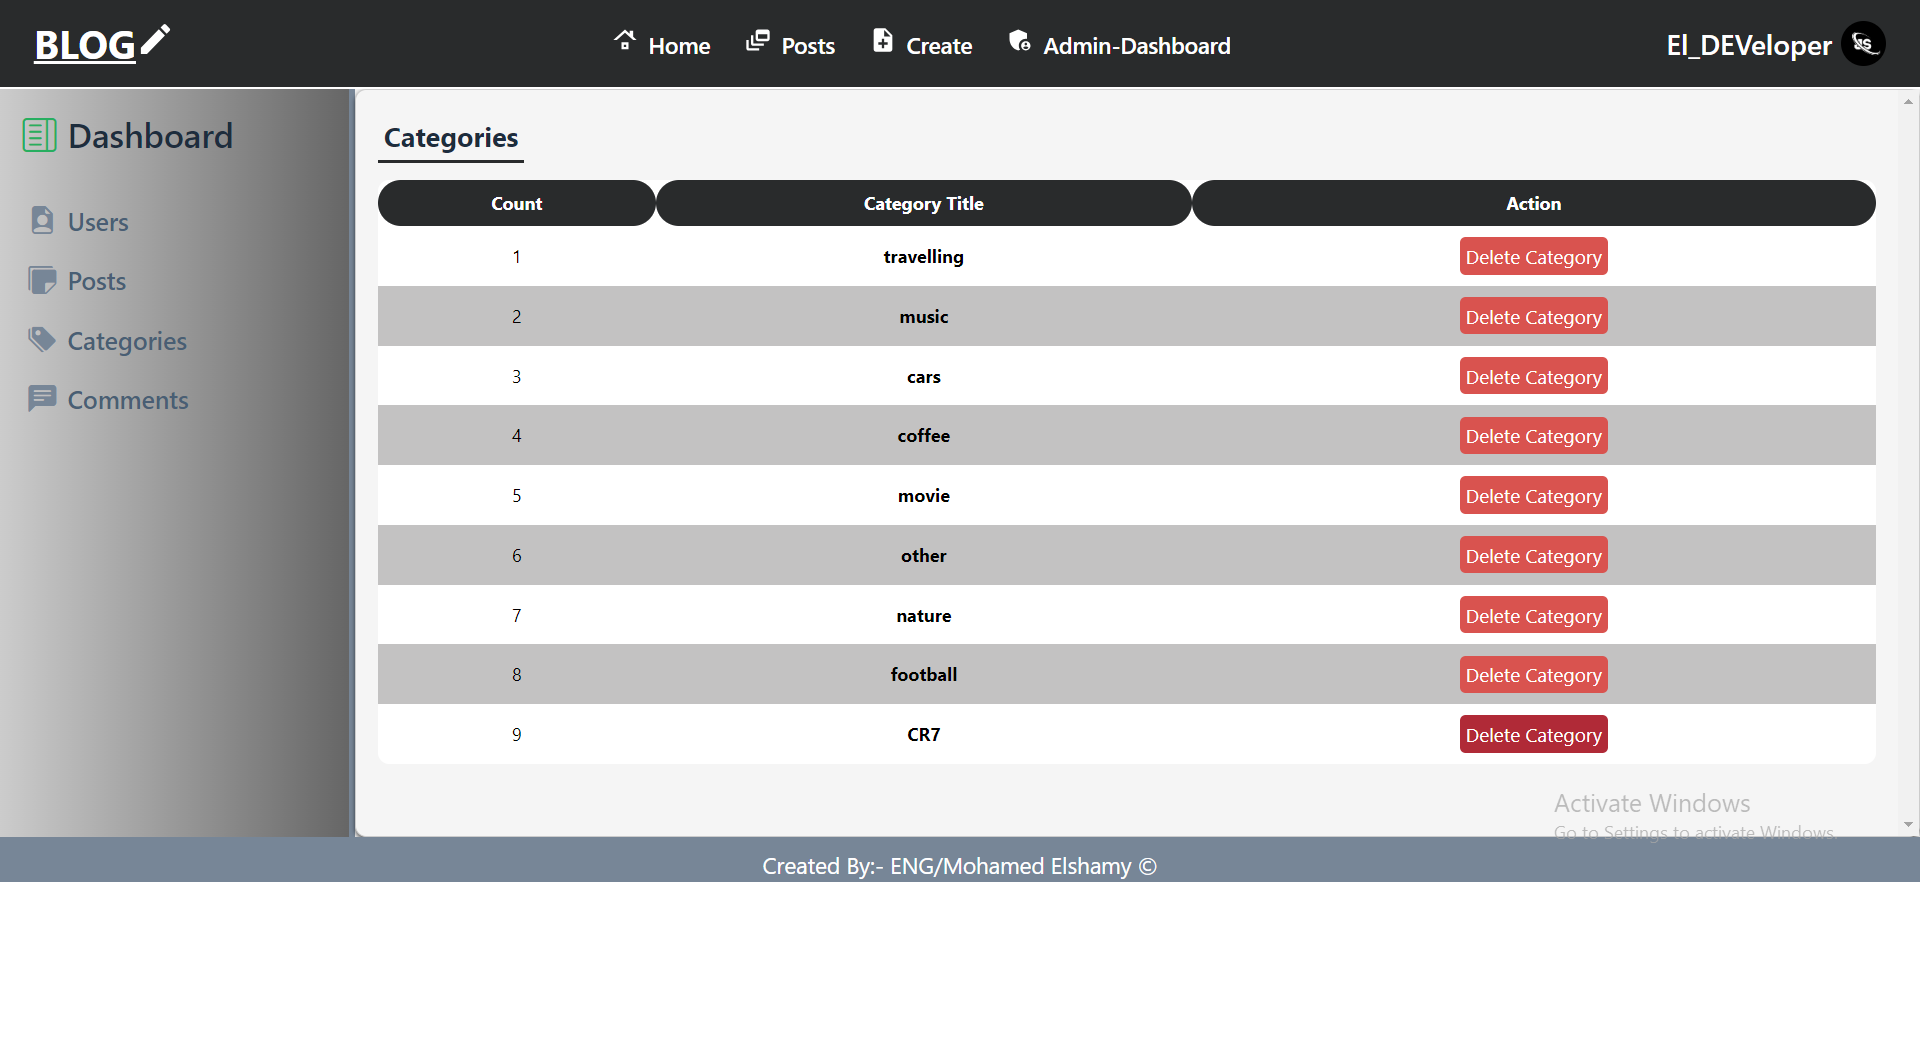 BLOG
Home Posts Create Admin-Dashboard
El_DEVeloper
Dashboard
Users
Posts
Categories
Comments
Categories
Count Category Title Action
1 travelling Delete Category
2 music Delete Category
3 cars Delete Category
4 coffee Delete Category
5 movie Delete Category
6 other Delete Category
7 nature Delete Category
8 football Delete Category
9 CR7 Delete Category
Activate Windows
Go to Settings to activate Windows.
Created By:- ENG/Mohamed Elshamy ©